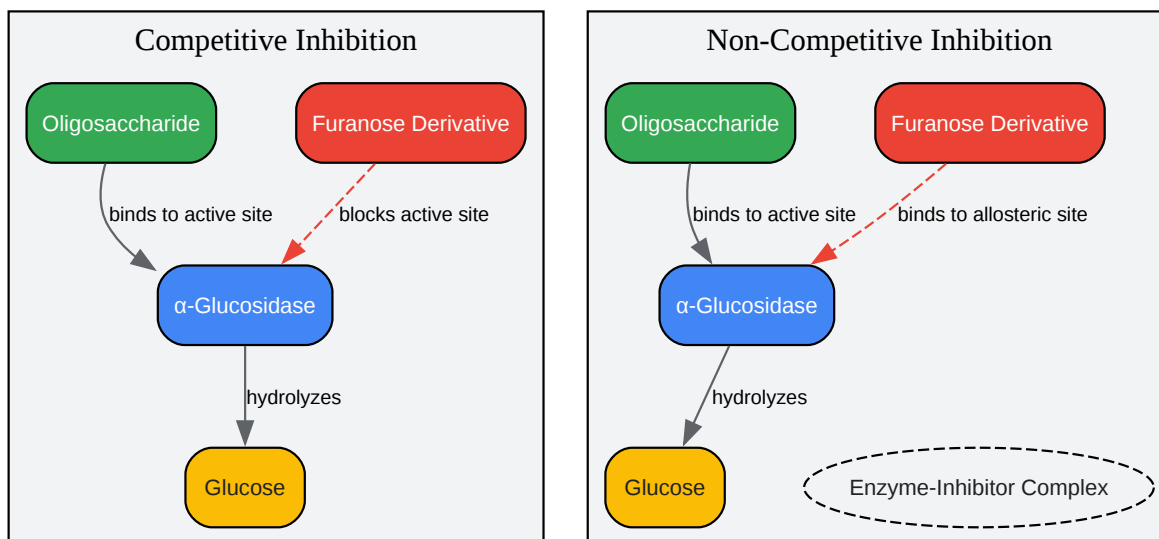 Competitive Inhibition
Oligosaccharide
Furanose Derivative
binds to active site
blocks active site
α-Glucosidase
hydrolyzes
Glucose
Non-Competitive Inhibition
Oligosaccharide
Furanose Derivative
binds to active site
binds to allosteric site
α-Glucosidase
hydrolyzes
Glucose
Enzyme-Inhibitor Complex